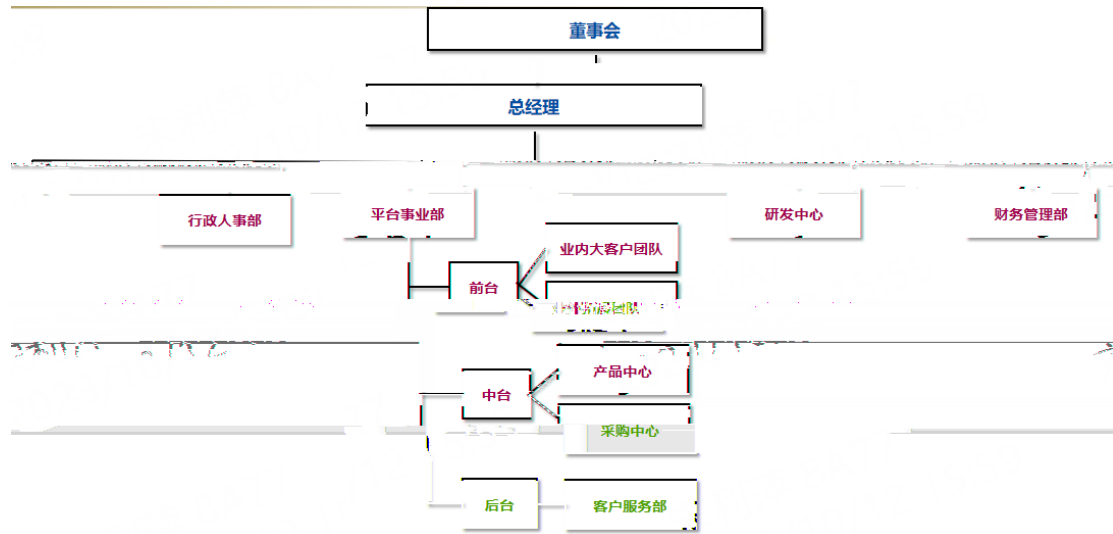 董事会
总经理
行政人事部
平台事业部
研发中心
财务管理部
业内大客户团队
前台
团队
产品中心
中台
采购中心
后台
客户服务部